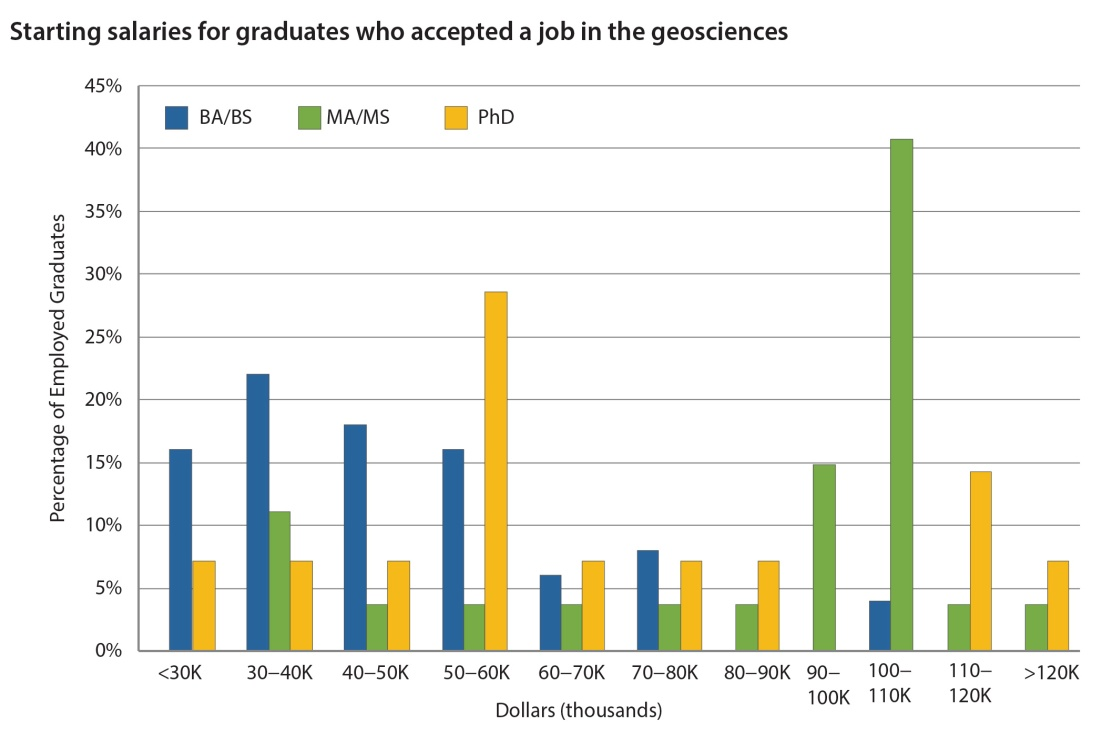 Starting salaries for graduates who accepted a job in the geosciences
45%
BA/BS MA/MS PhD
40%
35%
30%
25%
20%
15%
10%
5%
0%
Percentage of Employed Graduates
<30K 30–40K 40–50K 50–60K 60–70K 70–80K 80–90K 90–100K 100–110K 110–120K >120K
Dollars (thousands)